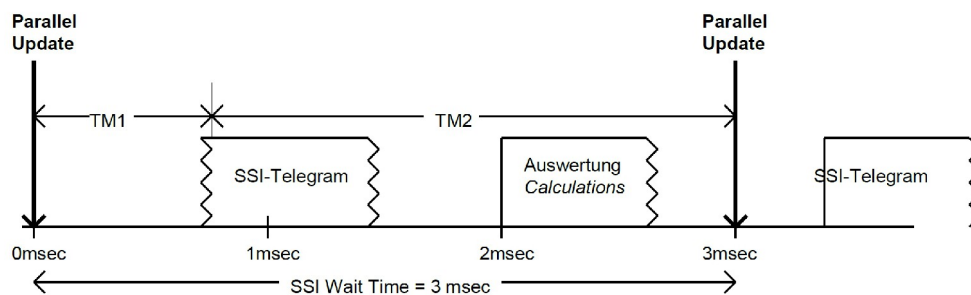 Parallel
Update
Parallel
Update
TM1
TM2
SSI-Telegram
Auswertung
Calculations
SSI-Telegram
0msec
1msec
2msec
3msec
SSI Wait Time = 3 msec